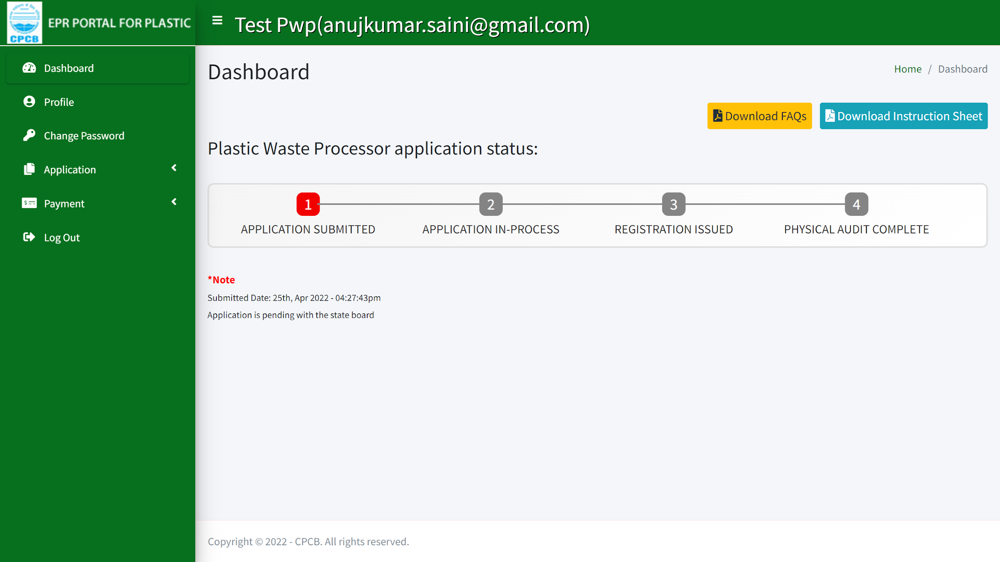 CPCB
EPR PORTAL FOR PLASTIC
Test Pwp(anujkumar.saini@gmail.com)
Dashboard
Profile
Change Password
Application
Payment
Log Out
Dashboard
Home / Dashboard
Download FAQs
Download Instruction Sheet
Plastic Waste Processor application status:
1
APPLICATION SUBMITTED
2
APPLICATION IN-PROCESS
3
REGISTRATION ISSUED
4
PHYSICAL AUDIT COMPLETE
*Note
Submitted Date: 25th, Apr 2022 - 04:27:43pm
Application is pending with the state board
Copyright © 2022 - CPCB. All rights reserved.